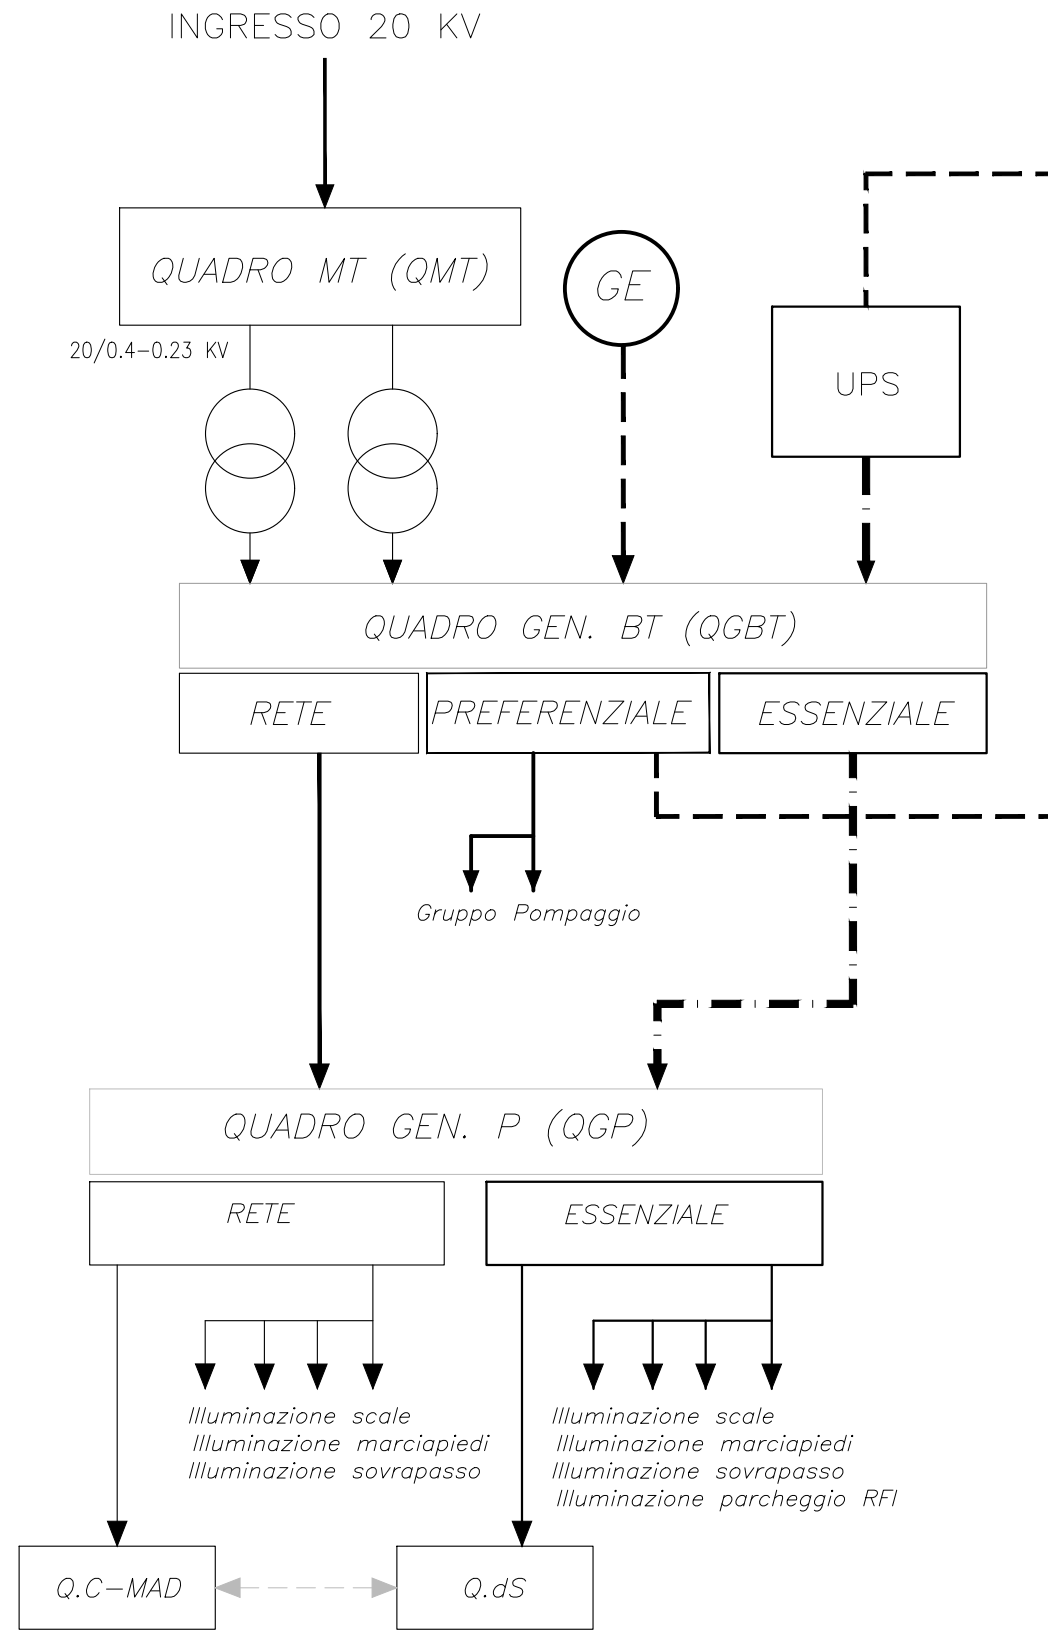 INGRESSO 20 KV
QUADRO MT (QMT)
GE
20/0.4-0.23 KV
UPS
QUADRO GEN. BT (QGBT)
RETE
PREFERENZIALE
ESSENZIALE
Gruppo Pompaggio
QUADRO GEN. P (QGP)
RETE
ESSENZIALE
Illuminazione scale
Illuminazione marciapiedi
Illuminazione sovrapasso
Illuminazione scale
Illuminazione marciapiedi
Illuminazione sovrapasso
Illuminazione parcheggio RFI
Q.C-MAD
Q.dS